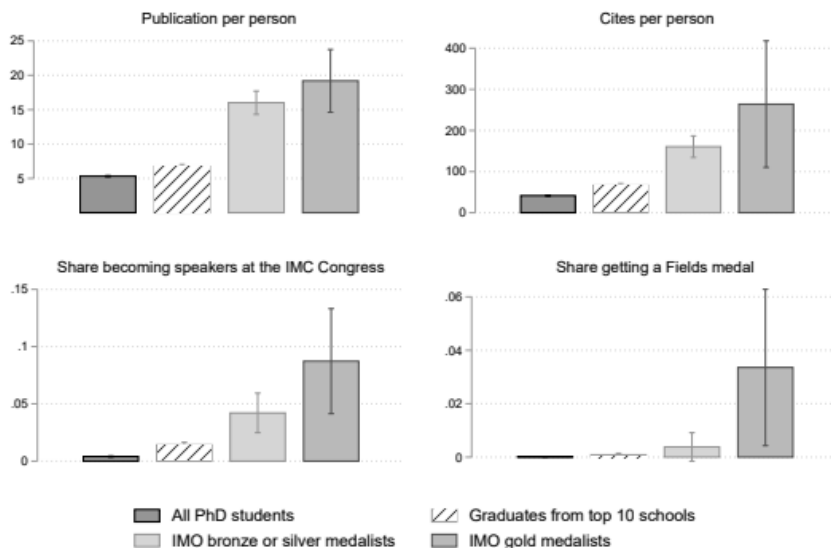 Publication per person
25
20
15
10
5
Cites per person
400
300
200
100
0
Share becoming speakers at the IMC Congress
.15
.1
.05
0
Share getting a Fields medal
.06
.04
.02
0
All PhD students
Graduates from top 10 schools
IMO bronze or silver medalists
IMO gold medalists